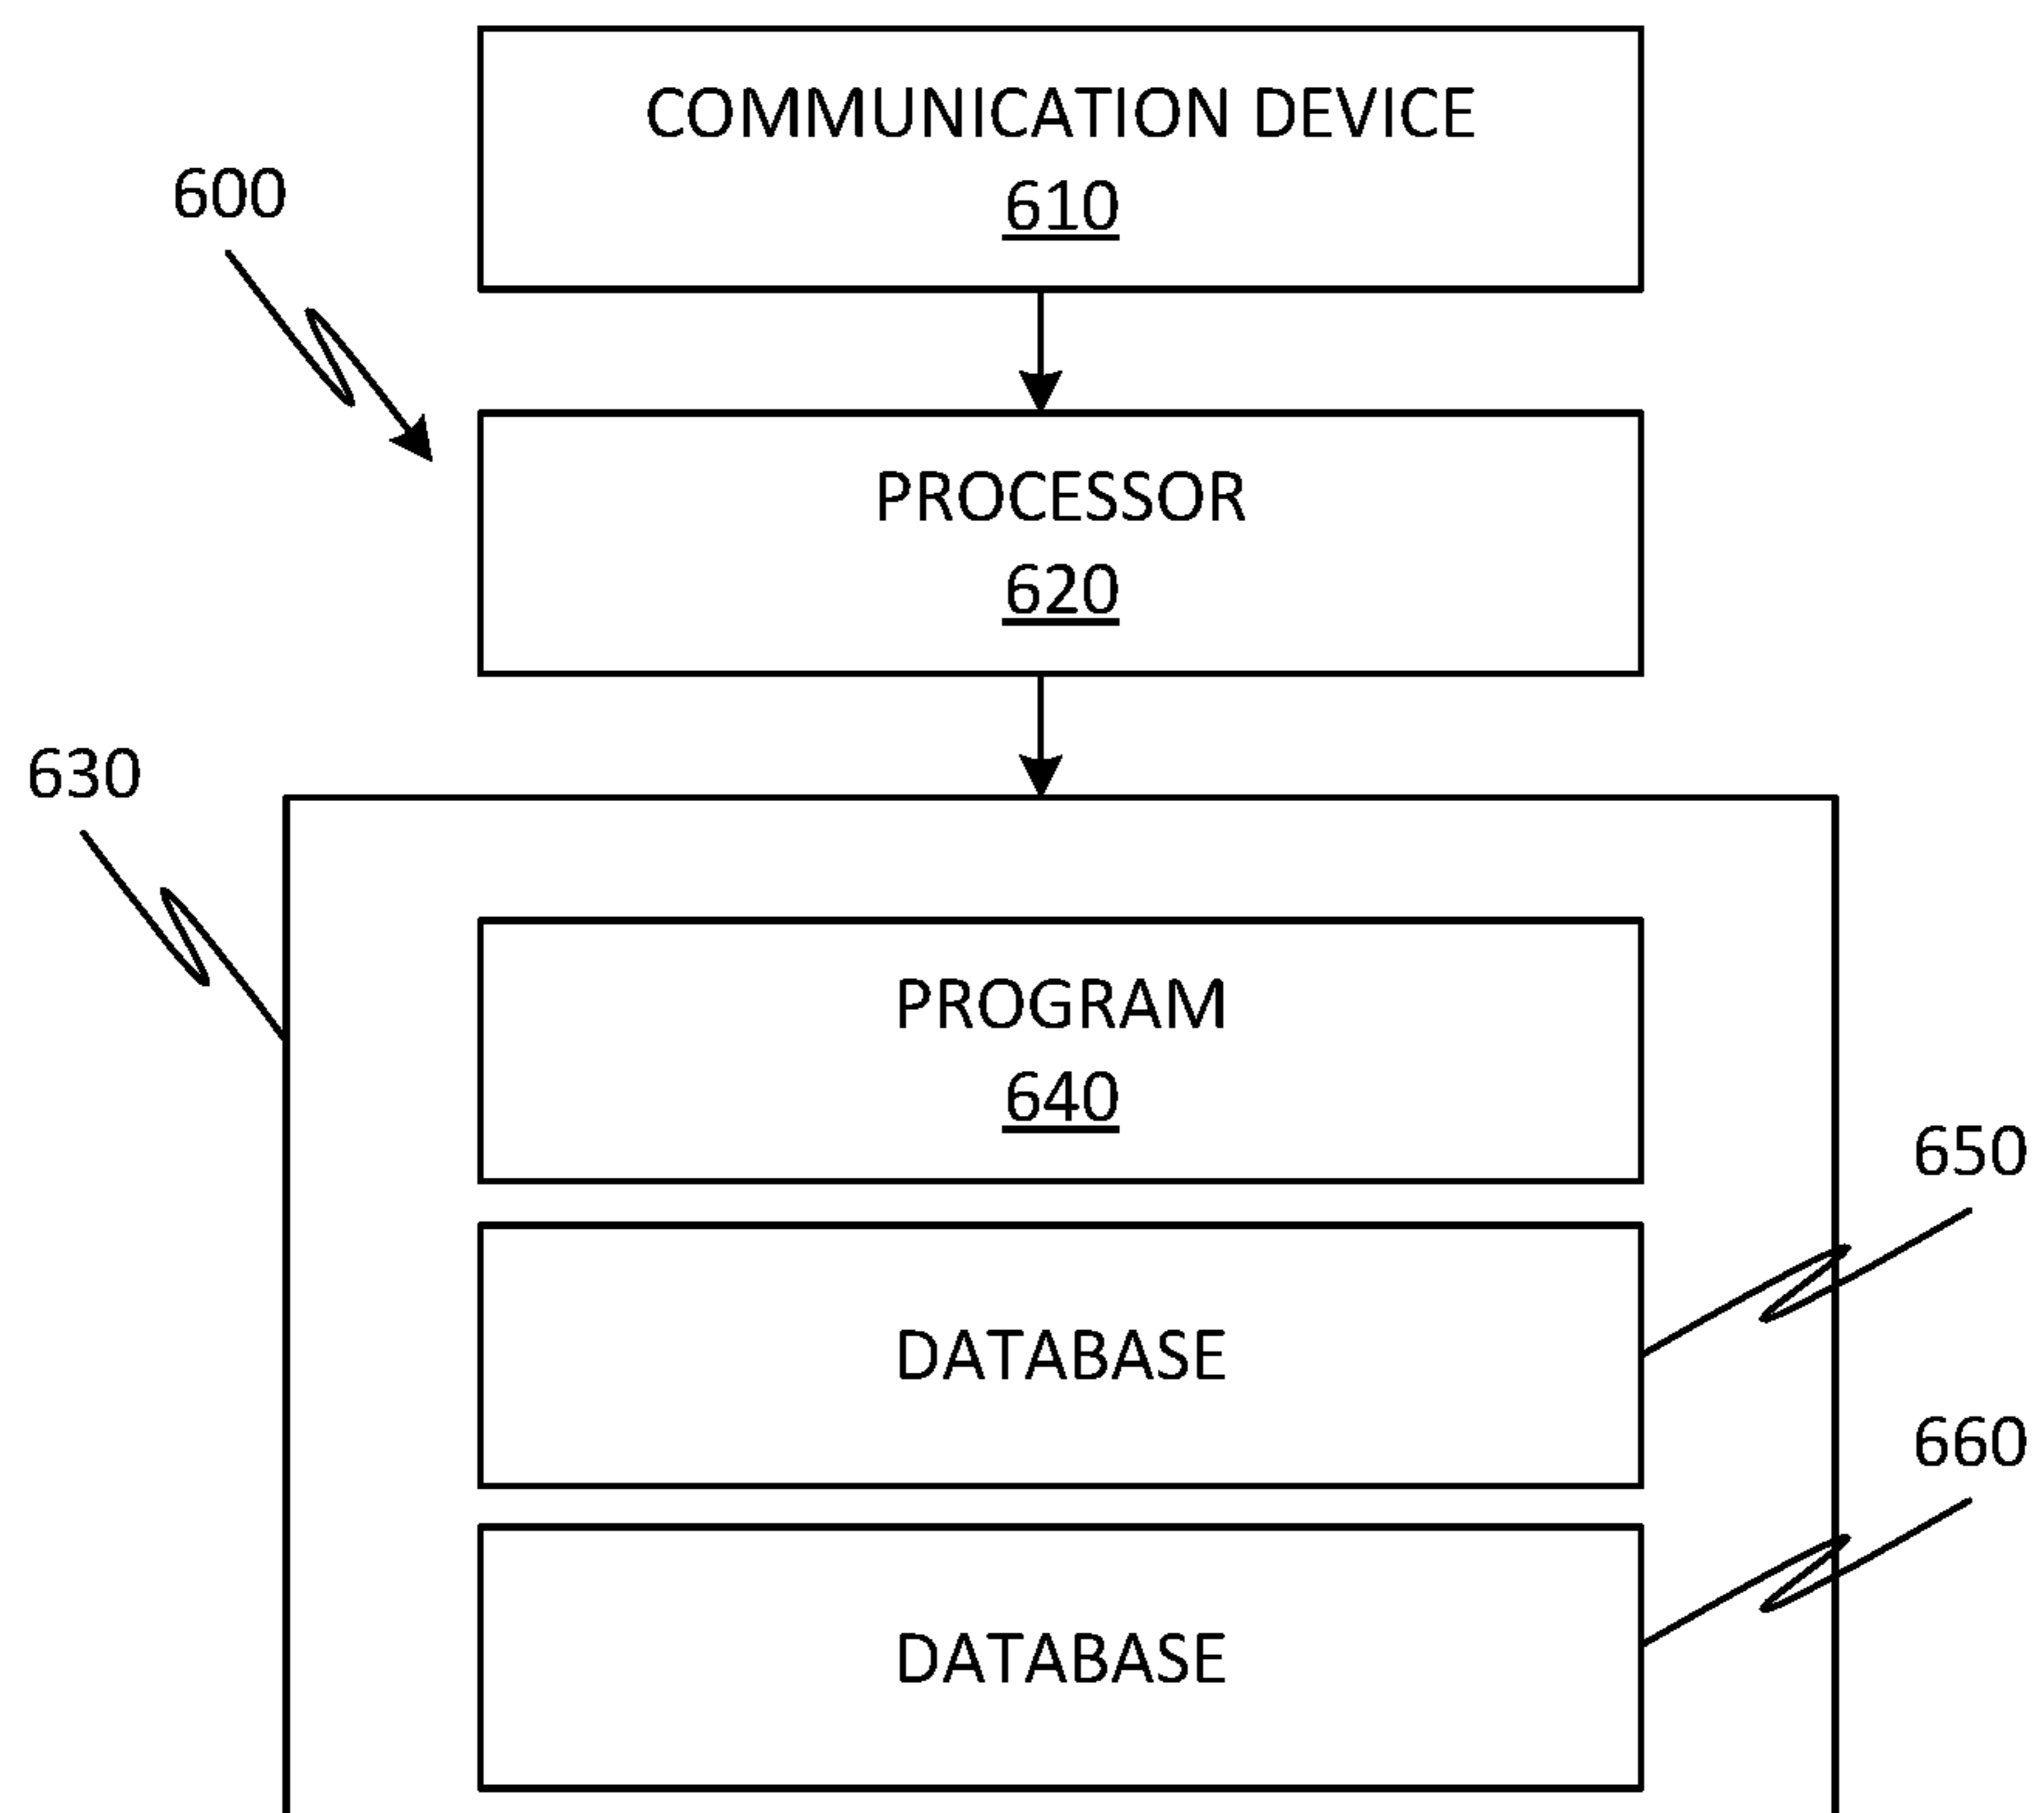 COMMUNICATION DEVICE
610
600
PROCESSOR
620
630
PROGRAM
640
650
DATABASE
660
DATABASE